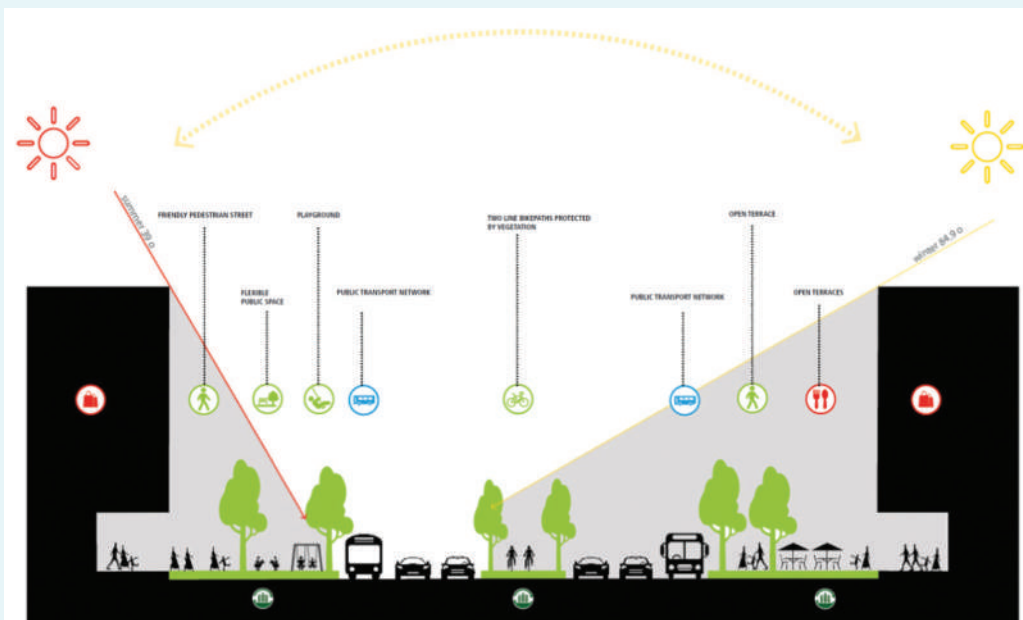 summer 39 o
FRIENDLY PEDESTRIAN STREET
PLAYGROUND
TWO LINE BIKEPATHS PROTECTED
BY VEGETATION
OPEN TERRACE
winter 84.9 o
FLEXIBLE
PUBLIC SPACE
PUBLIC TRANSPORT NETWORK
PUBLIC TRANSPORT NETWORK
OPEN TERRACES